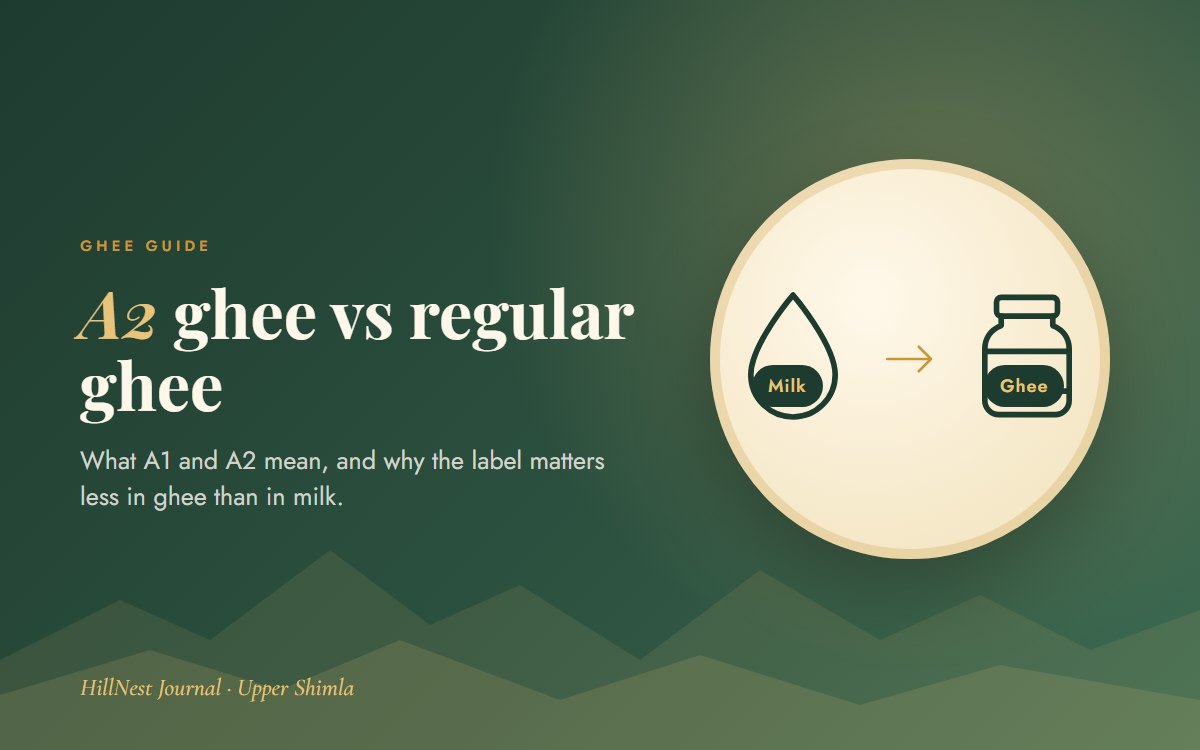 GHEE GUIDE
A2 ghee vs regular
ghee
What A1 and A2 mean, and why the label matters
less in ghee than in milk.
Milk
Ghee
HillNest Journal · Upper Shimla